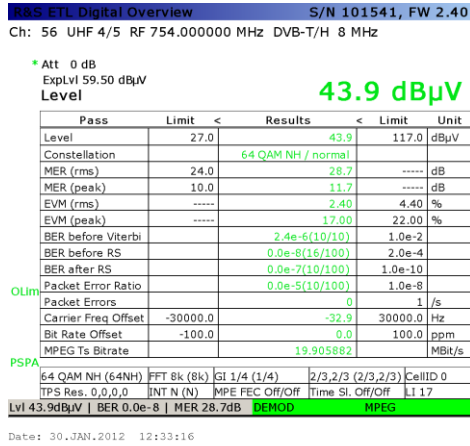 R&S ETL Digital Overview S/N 101541, FW 2.40
Ch: 56 UHF 4/5 RF 754.000000 MHz DVB-T/H 8 MHz
* Att 0 dB
ExpLvl 59.50 dBµV
Level 43.9 dBµV
Pass Limit < Results < Limit Unit
Level 27.0 43.9 117.0 dBµV
Constellation 64 QAM NH / normal
MER (rms) 24.0 28.7 ----- dB
MER (peak) 10.0 11.7 ----- dB
EVM (rms) ----- 2.40 4.40 %
EVM (peak) ----- 17.00 22.00 %
BER before Viterbi 2.4e-6(10/10) 1.0e-2
BER before RS 0.0e-8(16/100) 2.0e-4
BER after RS 0.0e-7(10/100) 1.0e-10
Packet Error Ratio 0.0e-5(10/100) 1.0e-8
OLim
Packet Errors 0 1 /s
Carrier Freq Offset -30000.0 -32.9 30000.0 Hz
Bit Rate Offset -100.0 0.0 100.0 ppm
MPEG Ts Bitrate 19.905882 MBit/s
PSPA
64 QAM NH (64NH) FFT 8k (8k) GI 1/4 (1/4) 2/3,2/3 (2/3,2/3) CellID 0
TPS Res. 0,0,0,0 INT N (N) MPE FEC Off/Off Time Sl. Off/Off LI 17
Lvl 43.9dBµV | BER 0.0e-8 | MER 28.7dB DEMOD MPEG
Date: 30.JAN.2012 12:33:16